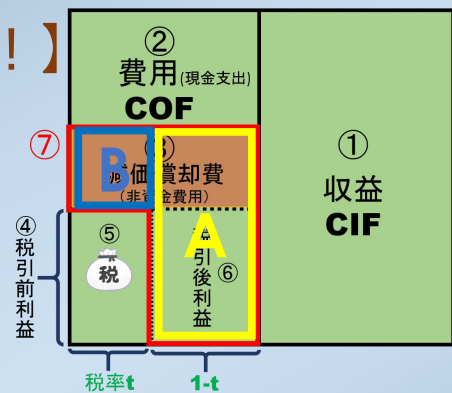 ！】
②
費用(現金支出)
COF
⑦
③
B
価償却費
(非資金費用)
①
収益
CIF
④税引前利益
⑤
税
A
引後利益
⑥
税率t
1-t